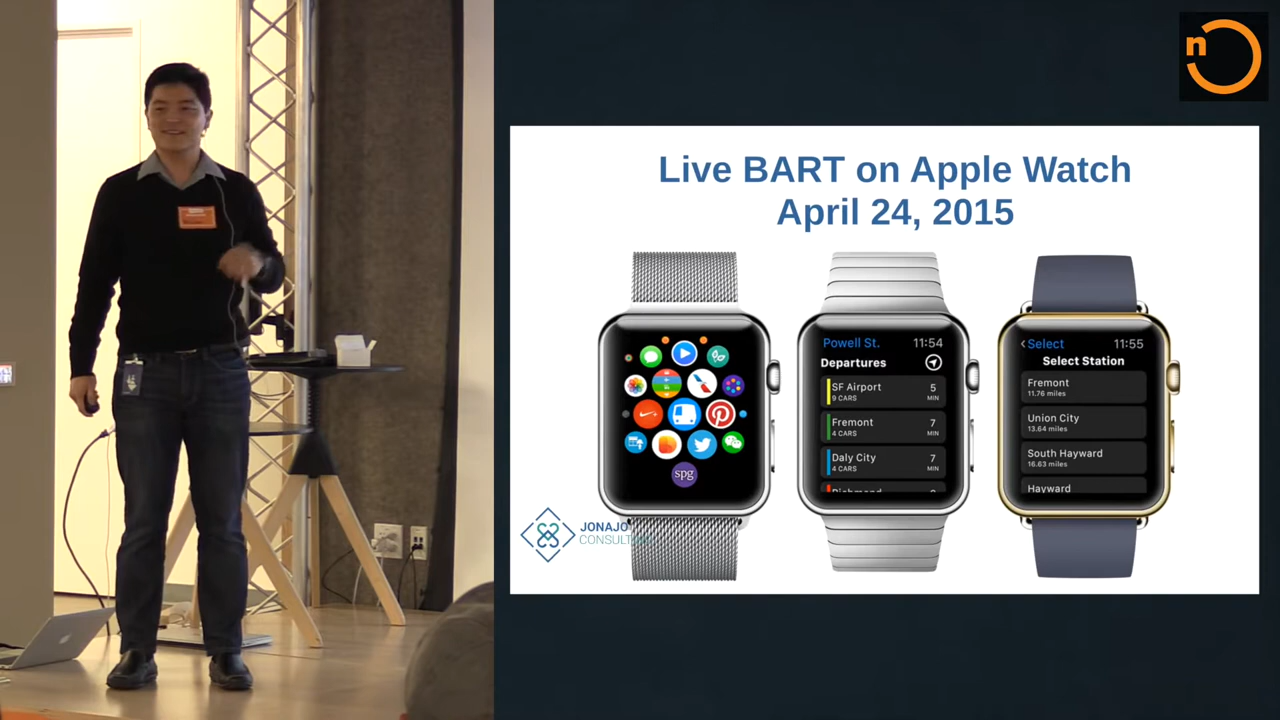 n
Live BART on Apple Watch
April 24, 2015
spg
Powell St. 11:54
Departures
SF Airport 5
9 CARS MIN
Fremont 7
4 CARS MIN
Daly City 7
4 CARS MIN
Richmond
< Select 11:55
Select Station
Fremont
11.76 miles
Union City
13.64 miles
South Hayward
16.63 miles
Hayward
JONAJO
CONSULTING